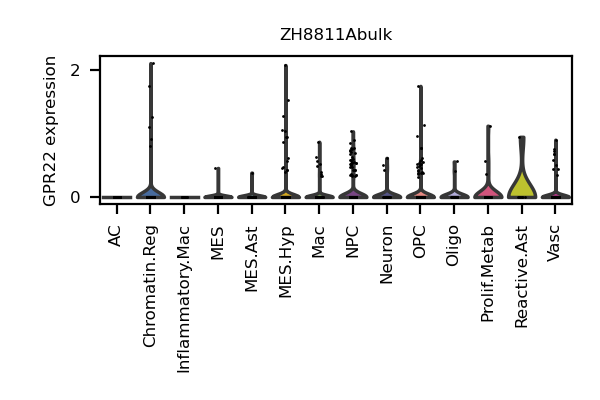 ZH8811Abulk
GPR22 expression
2
0
AC
Chromatin.Reg
Inflammatory.Mac
MES
MES.Ast
MES.Hyp
Mac
NPC
Neuron
OPC
Oligo
Prolif.Metab
Reactive.Ast
Vasc